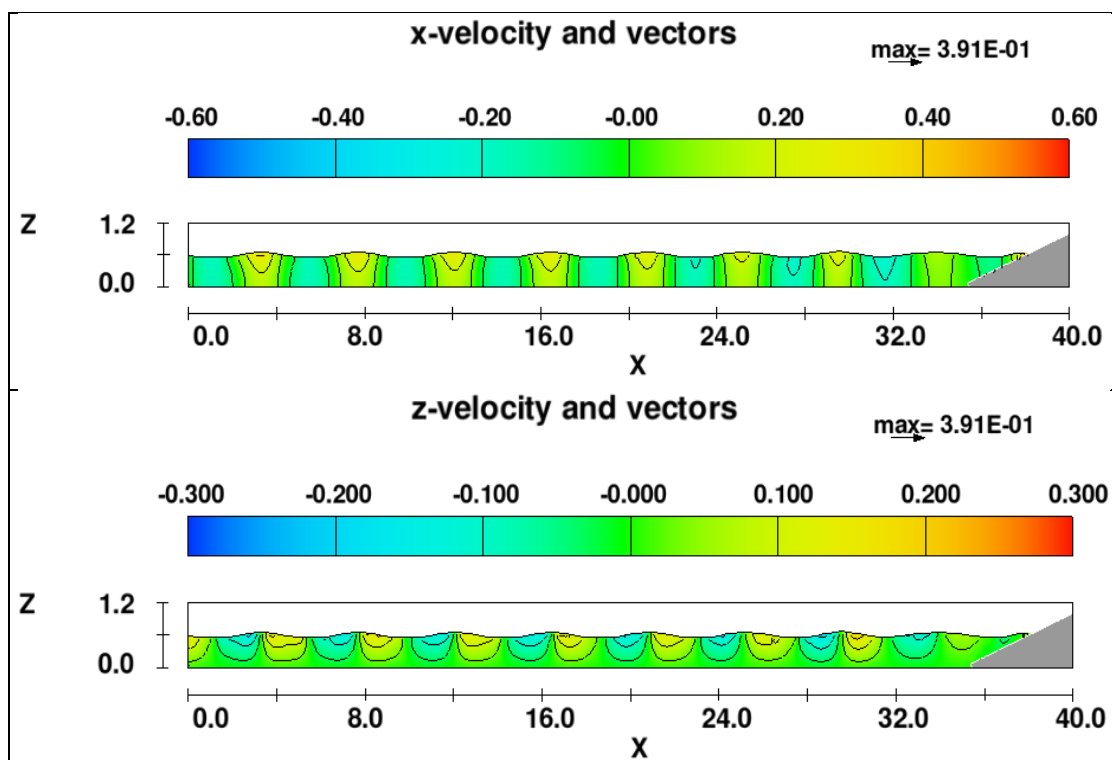 x-velocity and vectors
max= 3.91E-01
-0.60 -0.40 -0.20 -0.00 0.20 0.40 0.60
Z 1.2
0.0
0.0 8.0 16.0 24.0 32.0 40.0
X
z-velocity and vectors
max= 3.91E-01
-0.300 -0.200 -0.100 -0.000 0.100 0.200 0.300
Z 1.2
0.0
0.0 8.0 16.0 24.0 32.0 40.0
X